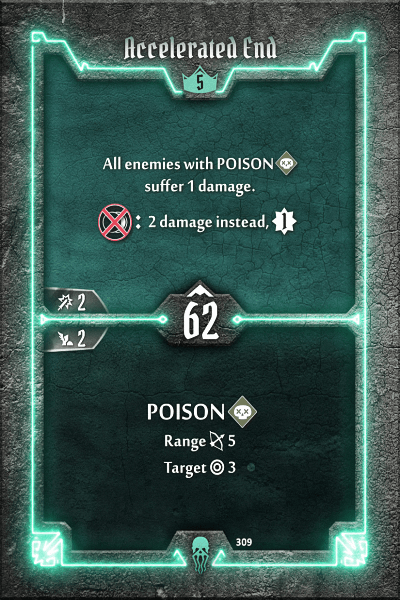 Accelerated End
5
All enemies with POISON
suffer 1 damage.
: 2 damage instead, 1
2
62
2
POISON
Range 5
Target 3
309